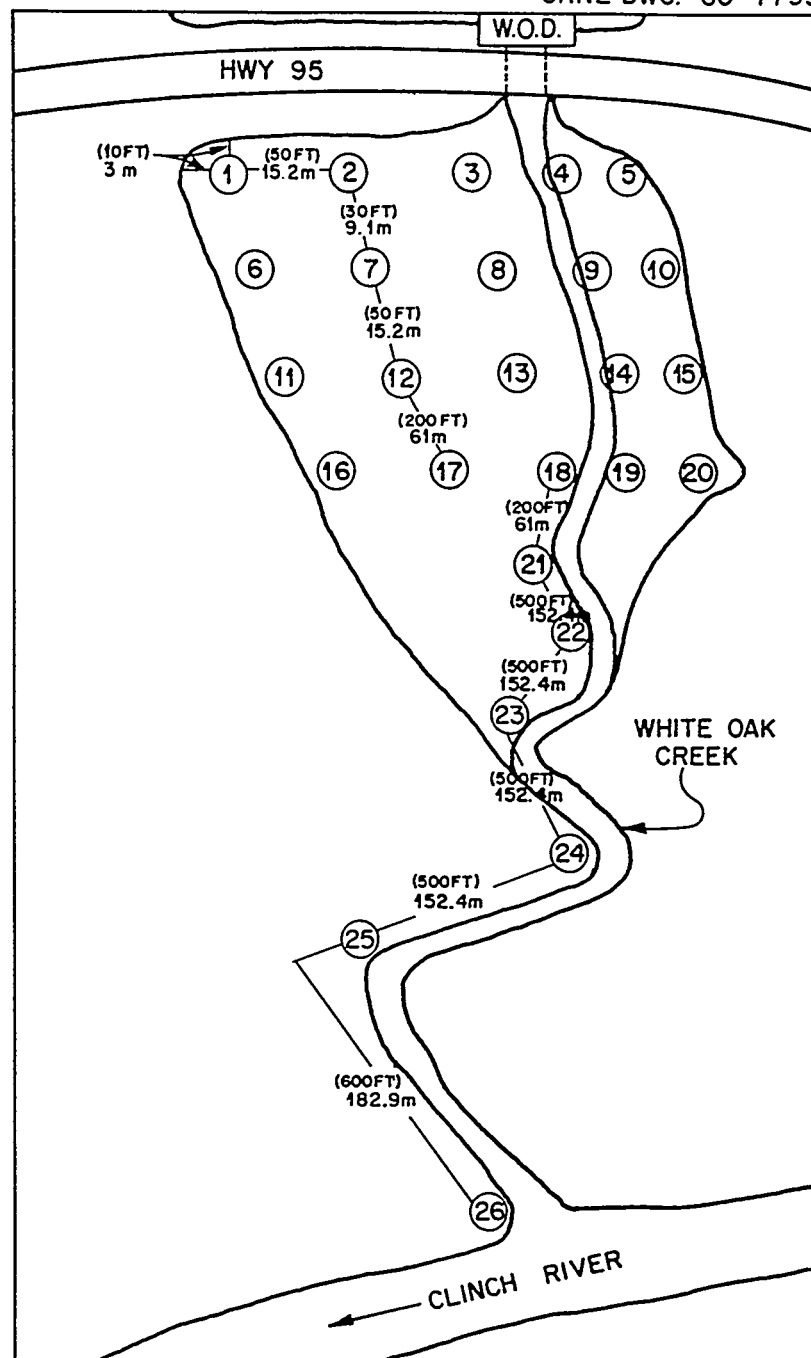 W.O.D.
HWY 95
(10FT)
3 m
(50FT)
15.2m
1
2
3
4
5
(30FT)
9.1m
6
7
8
9
10
(50FT)
15.2m
11
12
13
14
15
(200FT)
61m
16
17
18
19
20
(200FT)
61m
21
(500FT)
22
(500FT)
152.4m
23
WHITE OAK
CREEK
(500FT)
152.4m
24
(500FT)
152.4m
25
(600FT)
182.9m
26
CLINCH RIVER